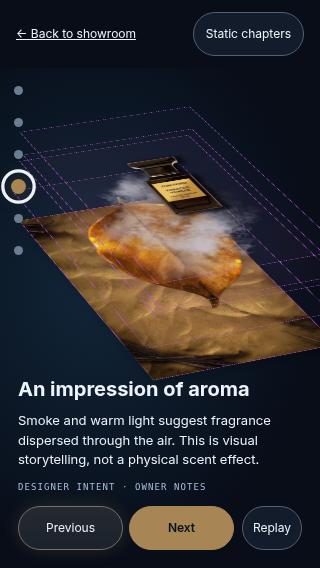 ← Back to showroom
Static chapters
An impression of aroma
Smoke and warm light suggest fragrance
dispersed through the air. This is visual
storytelling, not a physical scent effect.
DESIGNER INTENT · OWNER NOTES
Previous
Next
Replay